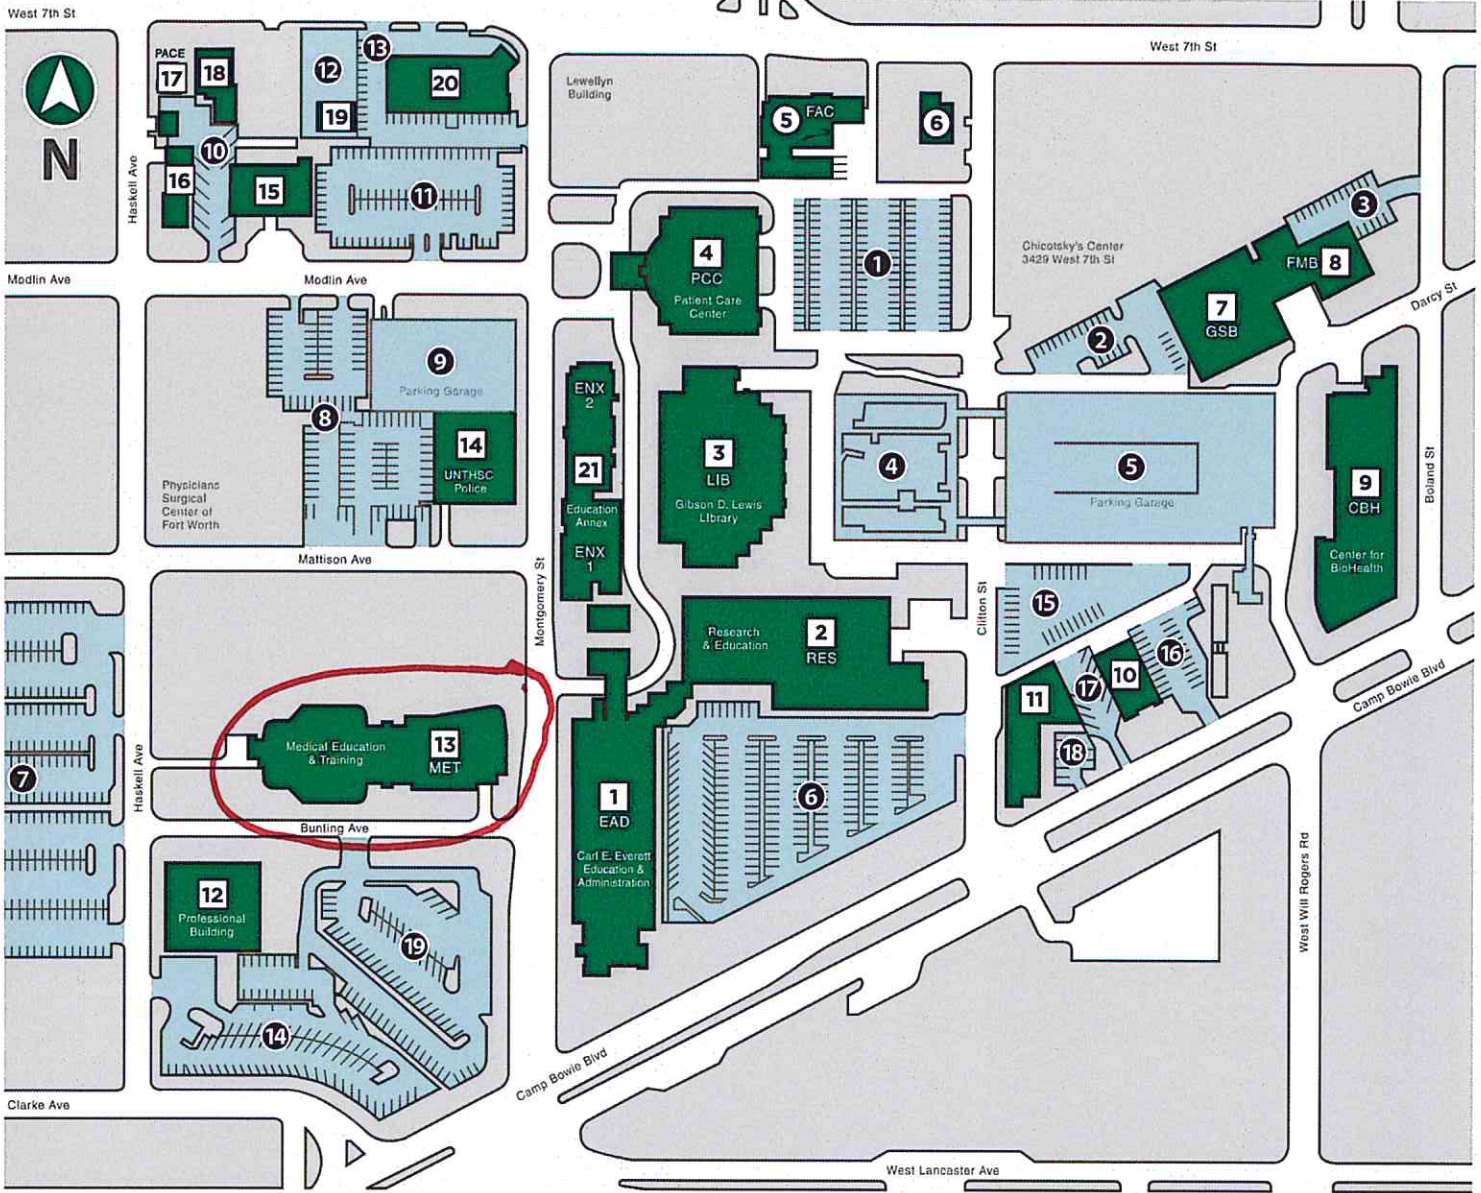 West 7th St
West 7th St
N
PACE
17
18
12
13
20
19
10
16
15
11
Haskell Ave
Modlin Ave
Modlin Ave
Lewellyn
Building
5
FAC
6
4
PCC
Patient Care
Center
1
Chicotsky's Center
3429 West 7th St
3
FMB 8
7
GSB
2
Darcy St
9
Parking Garage
8
14
UNTHSC
Police
Physicians
Surgical
Center of
Fort Worth
Mattison Ave
ENX
2
21
Education
Annex
ENX
1
Montgomery St
3
LIB
Gibson D. Lewis
Library
4
5
Parking Garage
9
CBH
Center for
BioHealth
Boland St
Clifton St
15
16
17
10
11
18
Camp Bowie Blvd
Research
& Education
2
RES
Medical Education
& Training
13
MET
7
Haskell Ave
Bunting Ave
1
EAD
Carl E. Everett
Education &
Administration
6
12
Professional
Building
19
14
West Will Rogers Rd
Camp Bowie Blvd
Clarke Ave
West Lancaster Ave